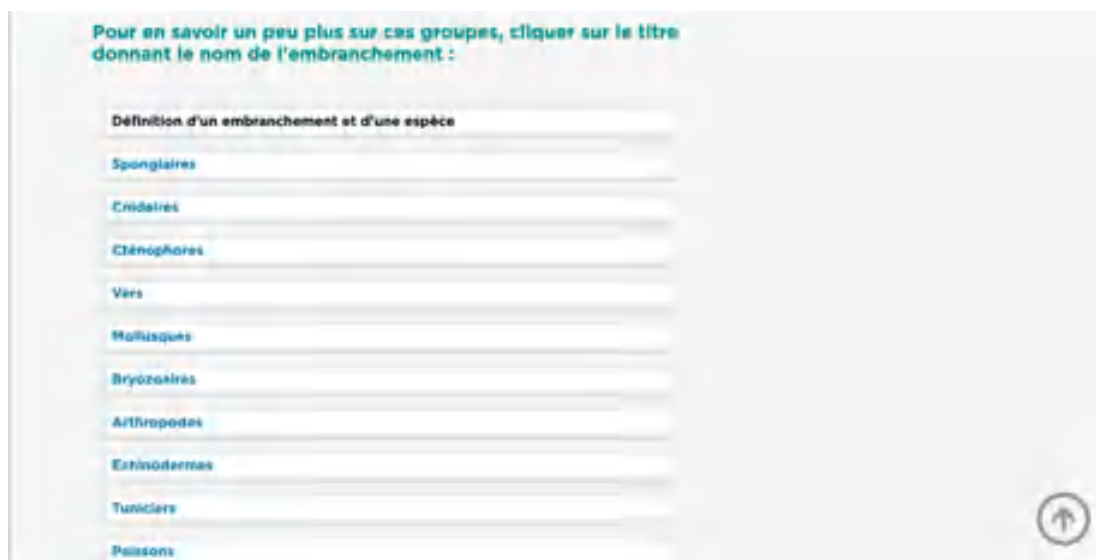 Pour en savoir un peu plus sur ces groupes, cliquer sur le titre
donnant le nom de l'embranchement :
Définition d'un embranchement et d'une espèce
Spongiaires
Cnidaires
Cténophores
Vers
Mollusques
Bryozoaires
Arthropodes
Echinodermes
Tuniciers
Poissons